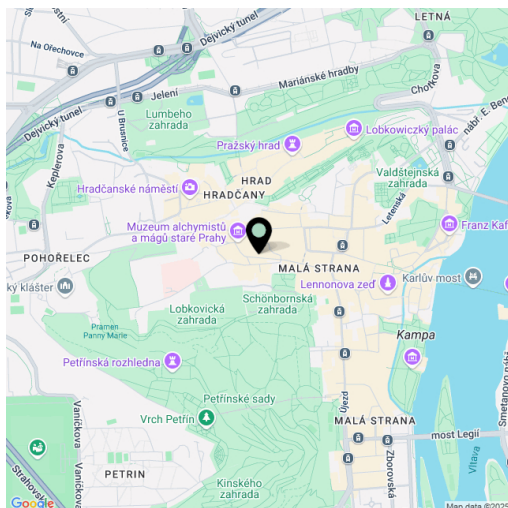 LETNÁ
Dejvický tunel
Na Ořechovce
Mariánské hradby
Chotkova
Jelení
Lumbeho
zahrada
nábr. E. Ben
Dejvický tunel
U Brusnice
Lobkowiczký palác
Pražský hrad
Keplerova
Valdštejnská
zahrada
HRAD
HRADČANY
Hradčanské náměstí
Letenská
Franz Kaf
Muzeum alchymistů
a mágů staré Prahy
POHOŘELEC
MALÁ STRANA
Karlův most
ký klášter
Lennonova zeď
Lobkovická
zahrada
Schönbornská
zahrada
Pramen
Panny Marie
Kampa
Petřínská rozhledna
Smetanovo nábř
Petřínské sady
Újezd
Vaníčkova
Vrch Petřín
MALÁ STRANA
most Legií
Vltava
Strahovsk
Vaníčkova
PETRIN
Kinského
zahrada
Zborovská
Google
Map data ©2025